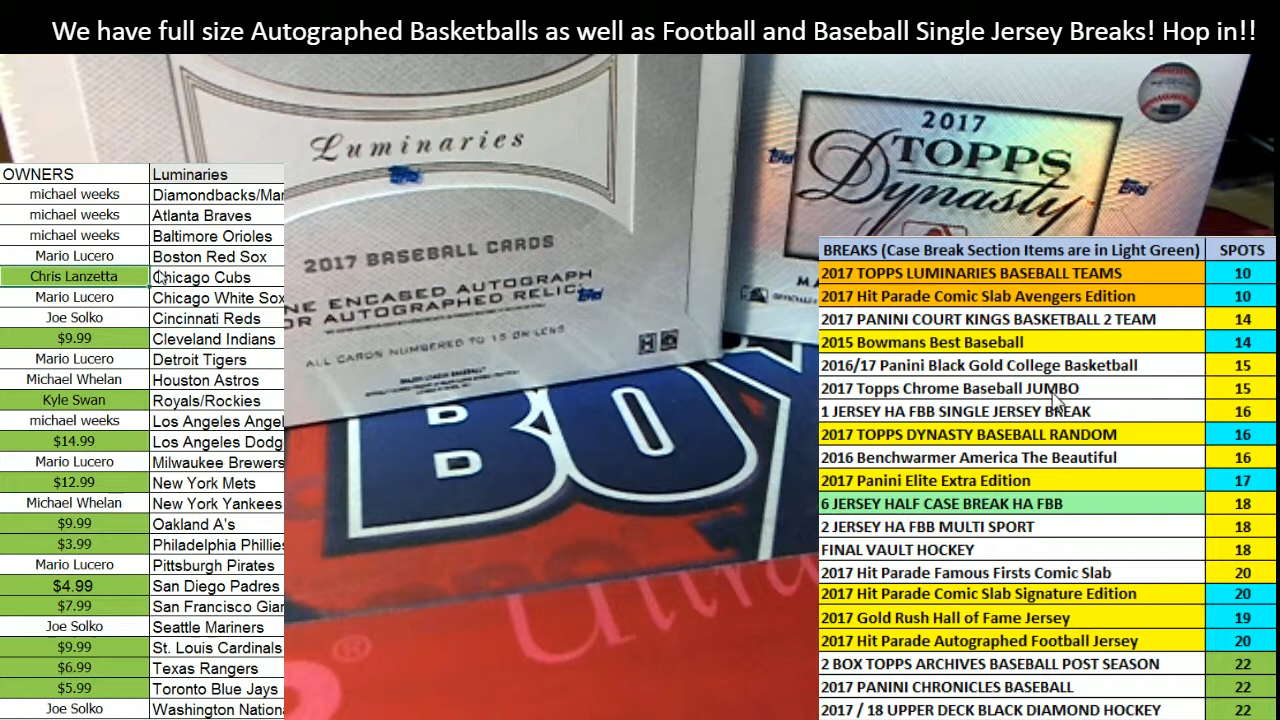 We have full size Autographed Basketballs as well as Football and Baseball Single Jersey Breaks! Hop in!!
Luminaries
2017 BASEBALL CARDS
NE ENCASED AUTOGRAPH
OR AUTOGRAPHED RELIC
ALL CARDS NUMBERED TO 15 OR LESS
MAJOR LEAGUE BASEBALL
topps
2017
TOPPS
Dynasty
topps
topps
topps
MA
BOW
®
OWNERS Luminaries
michael weeks Diamondbacks/Mar
michael weeks Atlanta Braves
michael weeks Baltimore Orioles
Mario Lucero Boston Red Sox
Chris Lanzetta Chicago Cubs
Mario Lucero Chicago White Sox
Joe Solko Cincinnati Reds
$9.99 Cleveland Indians
Mario Lucero Detroit Tigers
Michael Whelan Houston Astros
Kyle Swan Royals/Rockies
michael weeks Los Angeles Angel
$14.99 Los Angeles Dodg
Mario Lucero Milwaukee Brewers
$12.99 New York Mets
Michael Whelan New York Yankees
$9.99 Oakland A's
$3.99 Philadelphia Phillies
Mario Lucero Pittsburgh Pirates
$4.99 San Diego Padres
$7.99 San Francisco Gian
Joe Solko Seattle Mariners
$9.99 St. Louis Cardinals
$6.99 Texas Rangers
$5.99 Toronto Blue Jays
Joe Solko Washington Nation
BREAKS (Case Break Section Items are in Light Green) SPOTS
2017 TOPPS LUMINARIES BASEBALL TEAMS 10
2017 Hit Parade Comic Slab Avengers Edition 10
2017 PANINI COURT KINGS BASKETBALL 2 TEAM 14
2015 Bowmans Best Baseball 14
2016/17 Panini Black Gold College Basketball 15
2017 Topps Chrome Baseball JUMBO 15
1 JERSEY HA FBB SINGLE JERSEY BREAK 16
2017 TOPPS DYNASTY BASEBALL RANDOM 16
2016 Benchwarmer America The Beautiful 16
2017 Panini Elite Extra Edition 17
6 JERSEY HALF CASE BREAK HA FBB 18
2 JERSEY HA FBB MULTI SPORT 18
FINAL VAULT HOCKEY 18
2017 Hit Parade Famous Firsts Comic Slab 20
2017 Hit Parade Comic Slab Signature Edition 20
2017 Gold Rush Hall of Fame Jersey 19
2017 Hit Parade Autographed Football Jersey 20
2 BOX TOPPS ARCHIVES BASEBALL POST SEASON 22
2017 PANINI CHRONICLES BASEBALL 22
2017 / 18 UPPER DECK BLACK DIAMOND HOCKEY 22